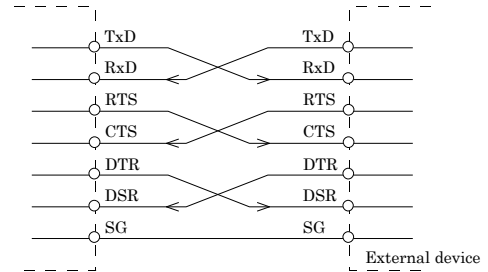 TxD TxD
RxD RxD
RTS RTS
CTS CTS
DTR DTR
DSR DSR
SG SG
External device